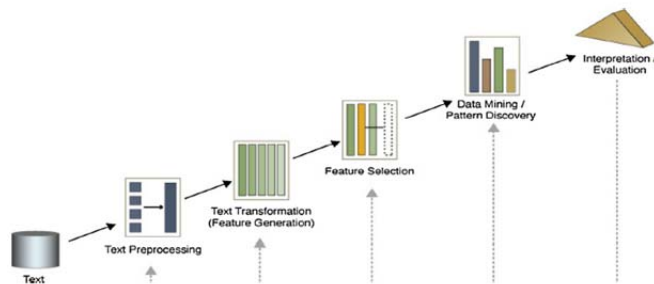 Text
Text Preprocessing
Text Transformation
(Feature Generation)
Feature Selection
Data Mining /
Pattern Discovery
Interpretation /
Evaluation